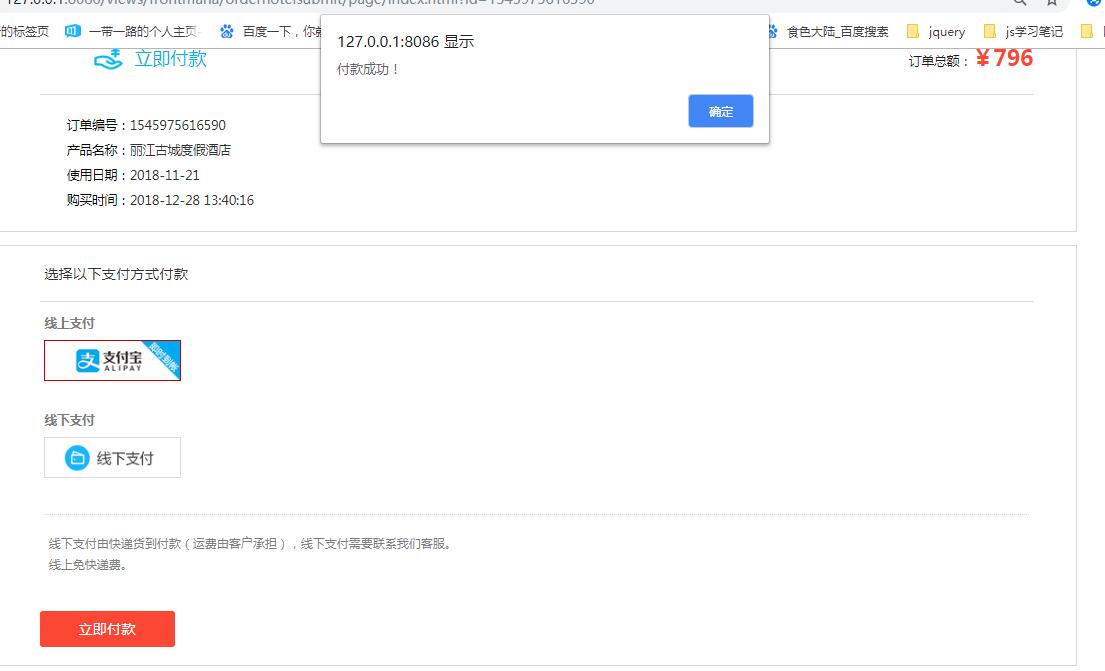 127.0.0.1:8086/views/frontmana/orderhotelsubmit/page/index.html?id=1545975616590
的标签页 一带一路的个人主页- 百度一下，你就 食色大陆_百度搜索 jquery js学习笔记
127.0.0.1:8086 显示
付款成功！
确定
立即付款
订单总额：￥796
订单编号：1545975616590
产品名称：丽江古城度假酒店
使用日期：2018-11-21
购买时间：2018-12-28 13:40:16
选择以下支付方式付款
线上支付
支付宝
ALIPAY
即时到账
线下支付
线下支付
线下支付由快递货到付款（运费由客户承担），线下支付需要联系我们客服。
线上免快递费。
立即付款